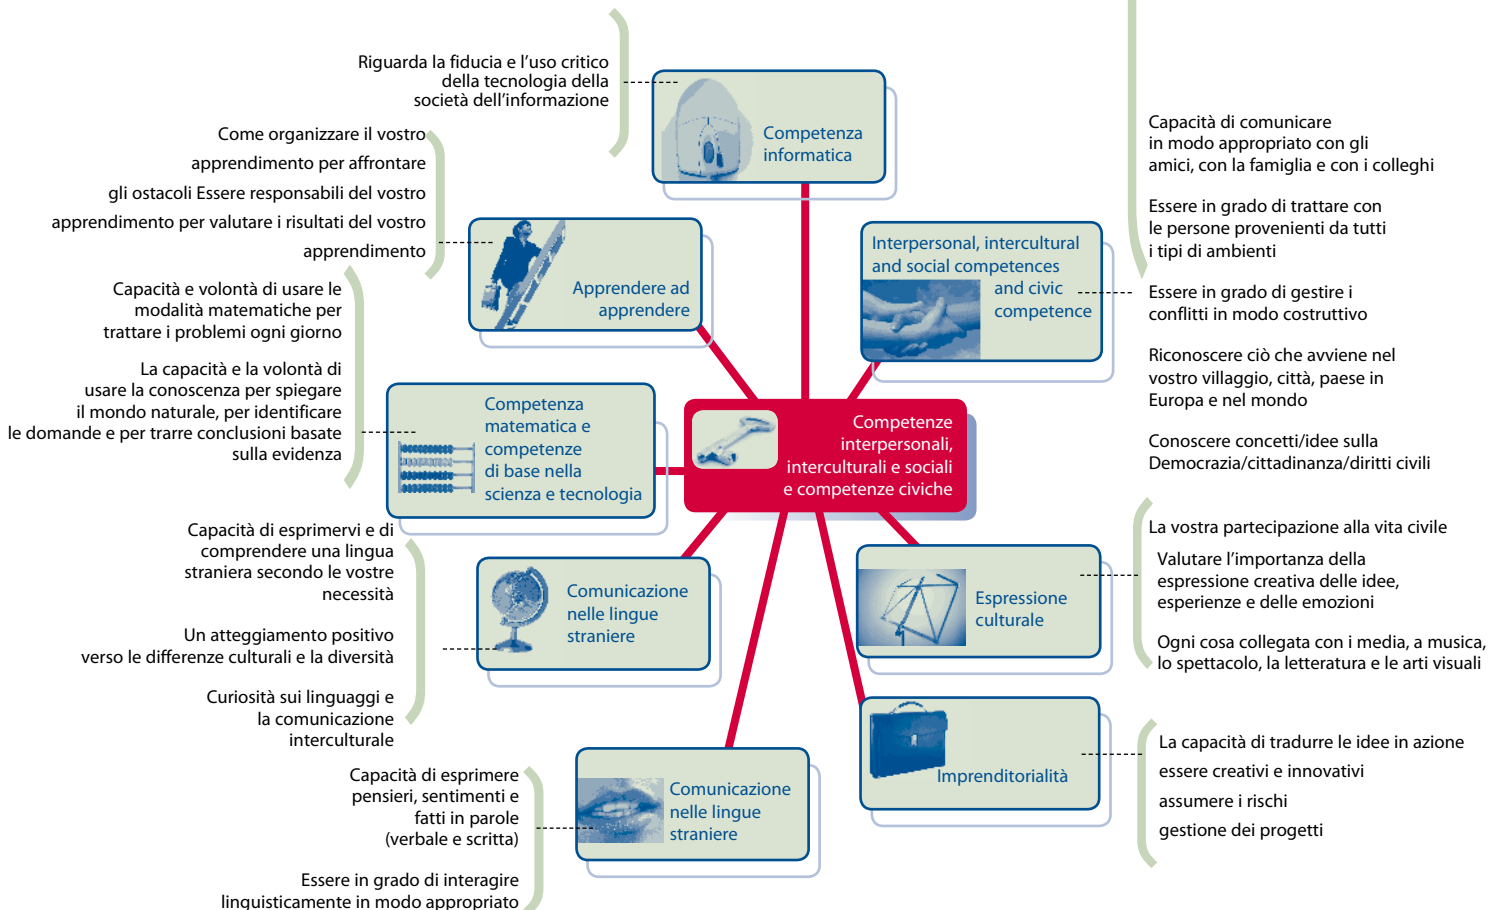 Riguarda la fiducia e l'uso critico
della tecnologia della
società dell'informazione
Competenza
informatica
Come organizzare il vostro
apprendimento per affrontare
gli ostacoli Essere responsabili del vostro
apprendimento per valutare i risultati del vostro
apprendimento
Apprendere ad
apprendere
Interpersonal, intercultural
and social competences
and civic
competence
Capacità di comunicare
in modo appropriato con gli
amici, con la famiglia e con i colleghi
Essere in grado di trattare con
le persone provenienti da tutti
i tipi di ambienti
Essere in grado di gestire i
conflitti in modo costruttivo
Riconoscere ciò che avviene nel
vostro villaggio, città, paese in
Europa e nel mondo
Conoscere concetti/idee sulla
Democrazia/cittadinanza/diritti civili
Capacità e volontà di usare le
modalità matematiche per
trattare i problemi ogni giorno
La capacità e la volontà di
usare la conoscenza per spiegare
il mondo naturale, per identificare
le domande e per trarre conclusioni basate
sulla evidenza
Competenza
matematica e
competenze
di base nella
scienza e tecnologia
Competenze
interpersonali,
interculturali e sociali
e competenze civiche
Capacità di esprimervi e di
comprendere una lingua
straniera secondo le vostre
necessità
Un atteggiamento positivo
verso le differenze culturali e la diversità
Curiosità sui linguaggi e
la comunicazione
interculturale
Comunicazione
nelle lingue
straniere
Espressione
culturale
La vostra partecipazione alla vita civile
Valutare l'importanza della
espressione creativa delle idee,
esperienze e delle emozioni
Ogni cosa collegata con i media, a musica,
lo spettacolo, la letteratura e le arti visuali
Imprenditorialità
La capacità di tradurre le idee in azione
essere creativi e innovativi
assumere i rischi
gestione dei progetti
Capacità di esprimere
pensieri, sentimenti e
fatti in parole
(verbale e scritta)
Essere in grado di interagire
linguisticamente in modo appropriato
Comunicazione
nelle lingue
straniere